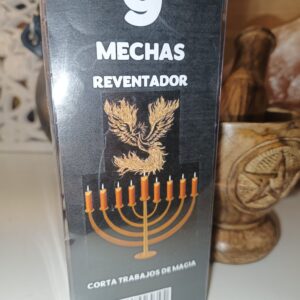 9
MECHAS
REVENTADOR
CORTA TRABAJOS DE MAGIA